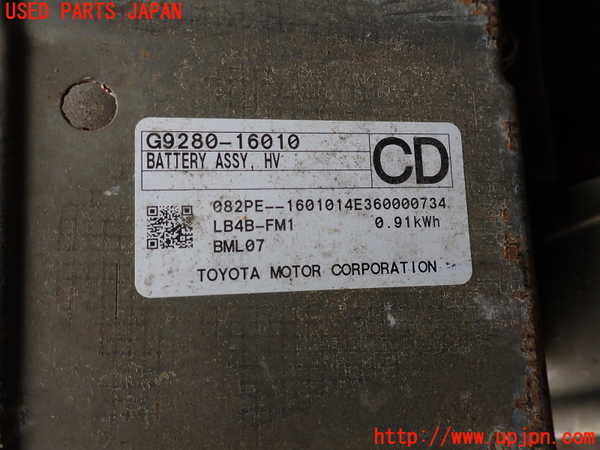 USED PARTS JAPAN
G9280-16010
BATTERY ASSY, HV
CD
082PE--1601014E360000734
LB4B-FM1 0.91kWh
BML07
TOYOTA MOTOR CORPORATION
http://www.upjpn.com/